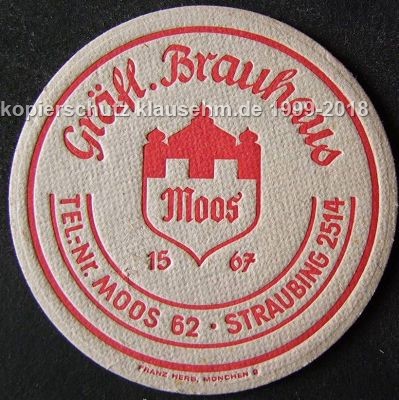 Gräfl. Brauhaus
kopierschutz klausehm.de 1999-2018
Moos
15 67
TEL.-Nr. MOOS 62 · STRAUBING 2514
FRANZ HERB, MÜNCHEN 9